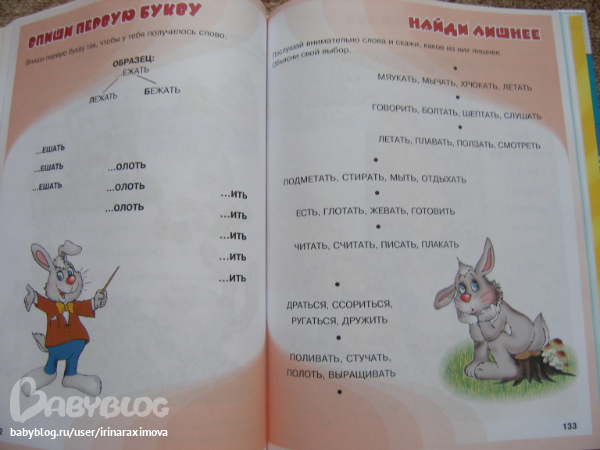 ВПИШИ ПЕРВУЮ БУКВУ
Впиши первую букву так, чтобы у тебя получилось слово.
ОБРАЗЕЦ:
...ЕЖАТЬ
ЛЕЖАТЬ БЕЖАТЬ
...ЕШАТЬ
...ЕШАТЬ
...ЕШАТЬ
...ОЛОТЬ
...ОЛОТЬ
...ОЛОТЬ
...ИТЬ
...ИТЬ
...ИТЬ
...ИТЬ
...ИТЬ
НАЙДИ ЛИШНЕЕ
Послушай внимательно слова и скажи, какое из них лишнее.
Объясни свой выбор.
МЯУКАТЬ, МЫЧАТЬ, ХРЮКАТЬ, ЛЕТАТЬ
ГОВОРИТЬ, БОЛТАТЬ, ШЕПТАТЬ, СЛУШАТЬ
ЛЕТАТЬ, ПЛАВАТЬ, ПОЛЗАТЬ, СМОТРЕТЬ
ПОДМЕТАТЬ, СТИРАТЬ, МЫТЬ, ОТДЫХАТЬ
ЕСТЬ, ГЛОТАТЬ, ЖЕВАТЬ, ГОТОВИТЬ
ЧИТАТЬ, СЧИТАТЬ, ПИСАТЬ, ПЛАКАТЬ
ДРАТЬСЯ, ССОРИТЬСЯ,
РУГАТЬСЯ, ДРУЖИТЬ
ПОЛИВАТЬ, СТУЧАТЬ,
ПОЛОТЬ, ВЫРАЩИВАТЬ
133
BABYBLOG
babyblog.ru/user/irinaraximova